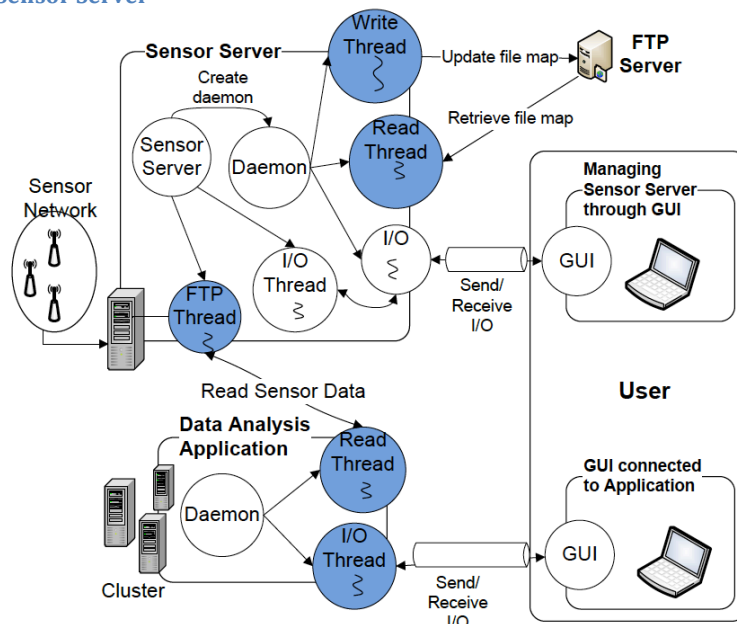 Sensor Server
Sensor Server
Write
Thread
Update file map
FTP
Server
Create
daemon
Retrieve file map
Read
Thread
Sensor
Server
Daemon
Sensor
Network
Managing
Sensor Server
through GUI
I/O
GUI
I/O
Thread
Send/
Receive
I/O
FTP
Thread
Read Sensor Data
User
Data Analysis
Application
Read
Thread
GUI connected
to Application
Daemon
I/O
Thread
GUI
Cluster
Send/
Receive
I/O